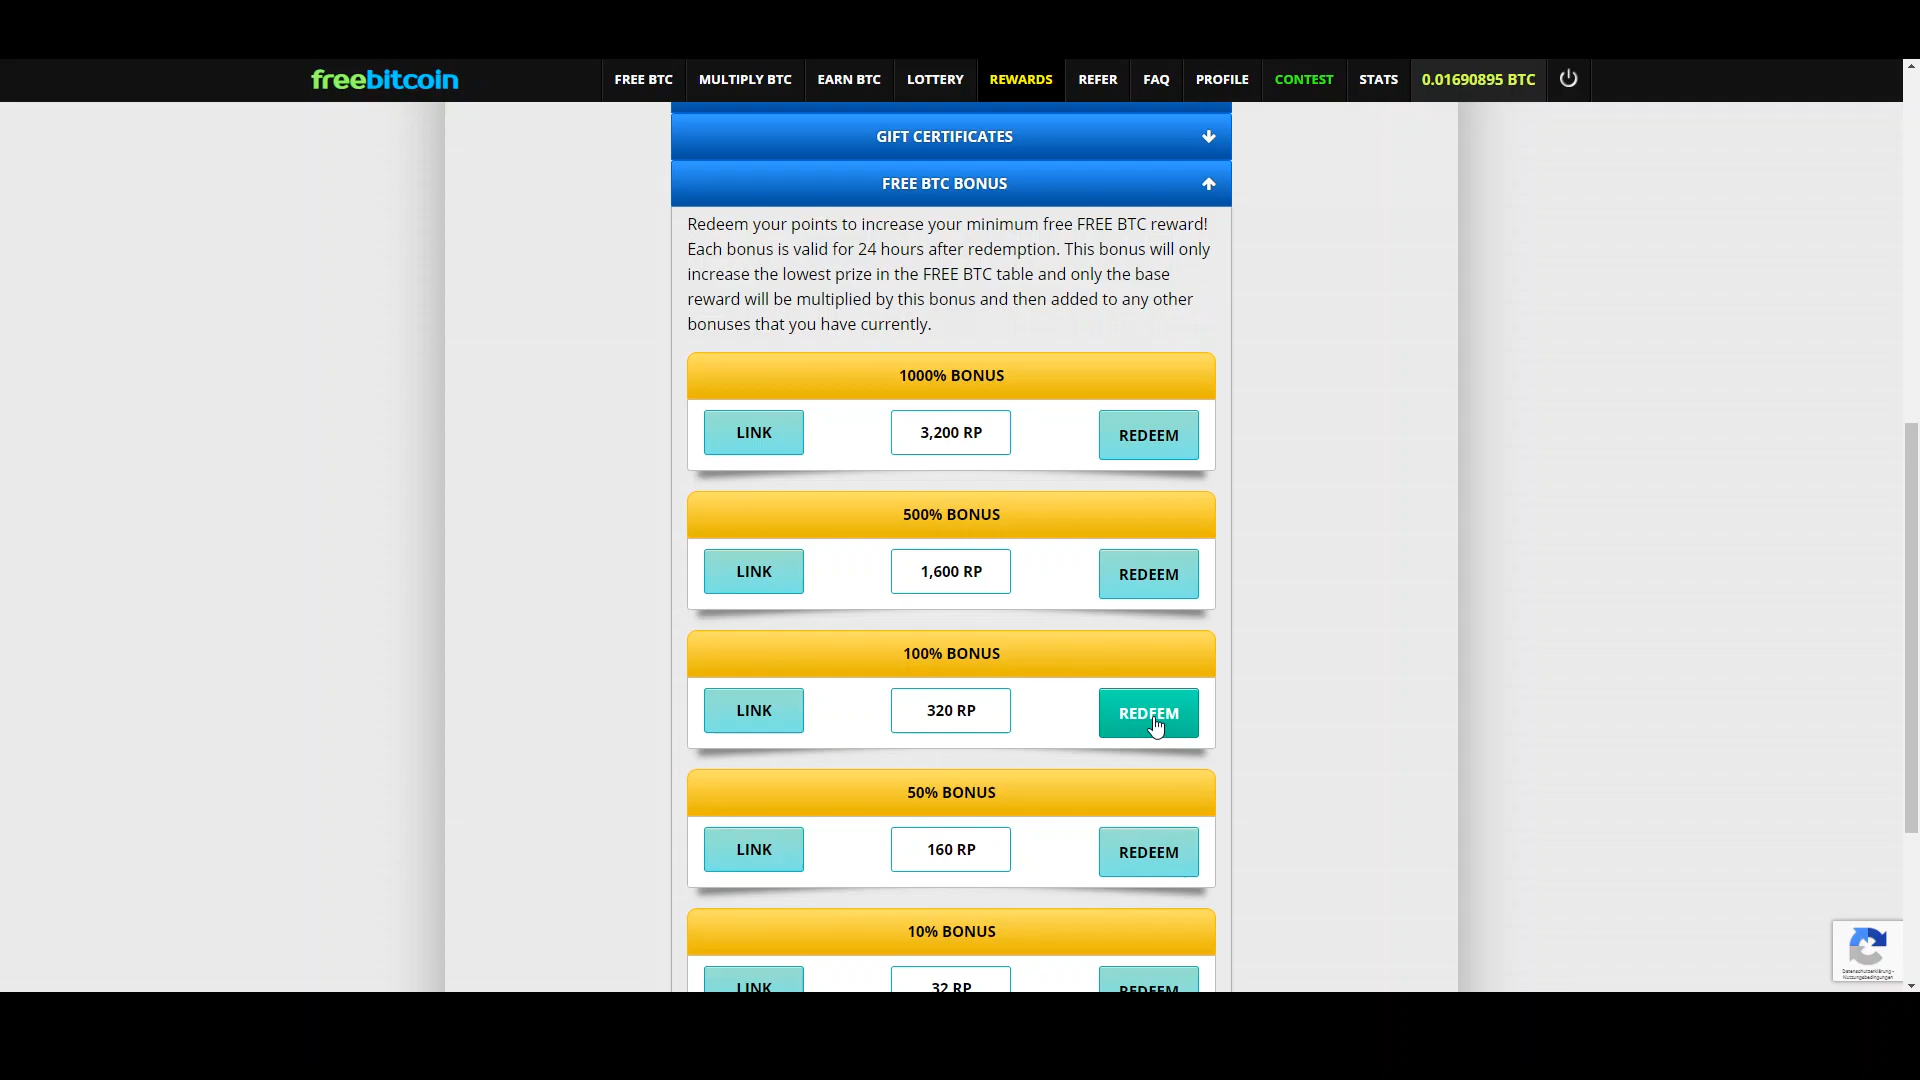 freebitcoin FREE BTC MULTIPLY BTC EARN BTC LOTTERY REWARDS REFER FAQ PROFILE CONTEST STATS 0.01690895 BTC
GIFT CERTIFICATES
FREE BTC BONUS
Redeem your points to increase your minimum free FREE BTC reward!
Each bonus is valid for 24 hours after redemption. This bonus will only
increase the lowest prize in the FREE BTC table and only the base
reward will be multiplied by this bonus and then added to any other
bonuses that you have currently.
1000% BONUS
LINK 3,200 RP REDEEM
500% BONUS
LINK 1,600 RP REDEEM
100% BONUS
LINK 320 RP REDEEM
50% BONUS
LINK 160 RP REDEEM
10% BONUS
LINK 32 RP REDEEM
Datenschutzerklärung -
Nutzungsbedingungen